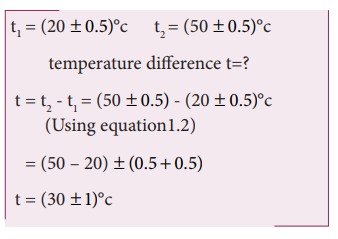 t₁ = (20 ± 0.5)°c t₂ = (50 ± 0.5)°c
temperature difference t=?
t = t₂ - t₁ = (50 ± 0.5) - (20 ± 0.5)°c
(Using equation1.2)
= (50 – 20) ± (0.5+0.5)
t = (30 ± 1)°c